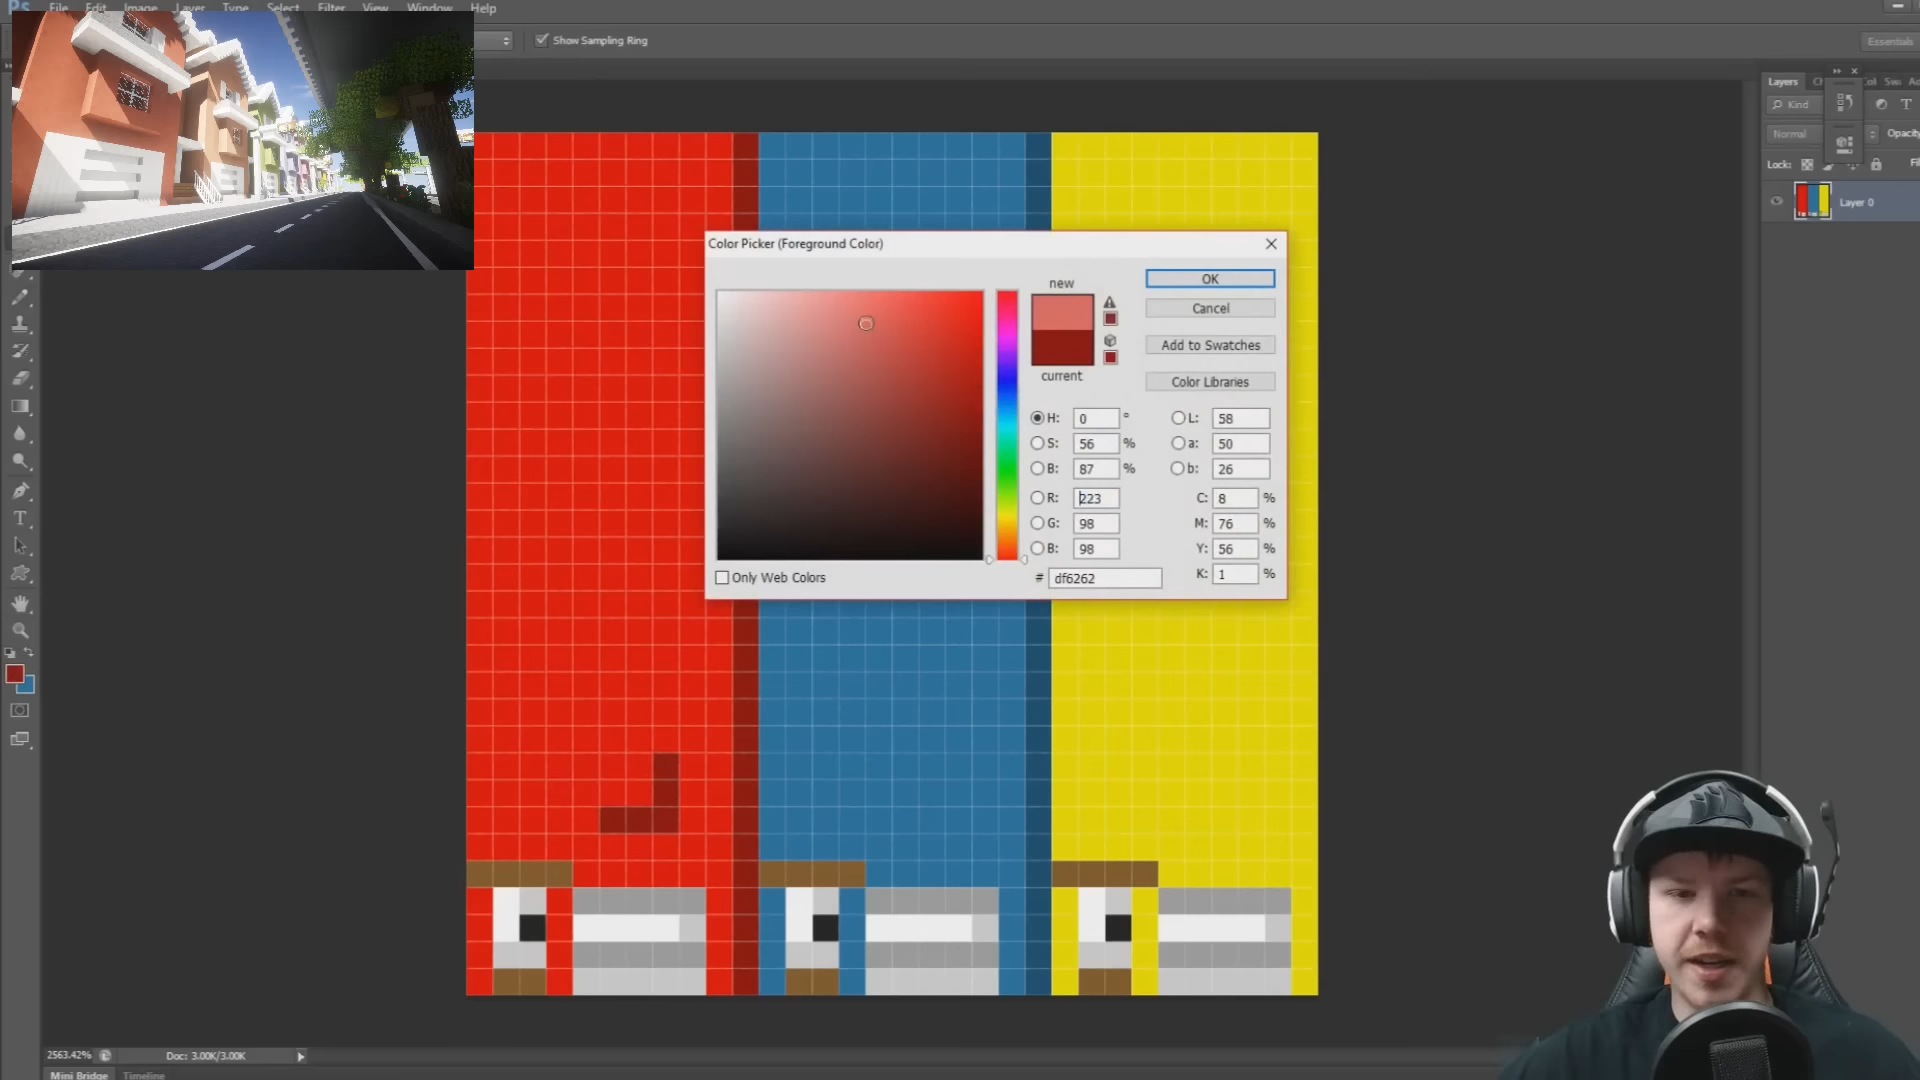 Ps File Edit Image Layer Type Select Filter View Window Help
Show Sampling Ring
Essentials
Layers
Kind
Normal
Opacity
Lock:
Layer 0
Color Picker (Foreground Color)
new
current
OK
Cancel
Add to Swatches
Color Libraries
H: 0 °
S: 56 %
B: 87 %
R: 223
G: 98
B: 98
# df6262
L: 58
a: 50
b: 26
C: 8 %
M: 76 %
Y: 56 %
K: 1 %
Only Web Colors
2563.42%
Doc: 3.00K/3.00K
Mini Bridge
Timeline